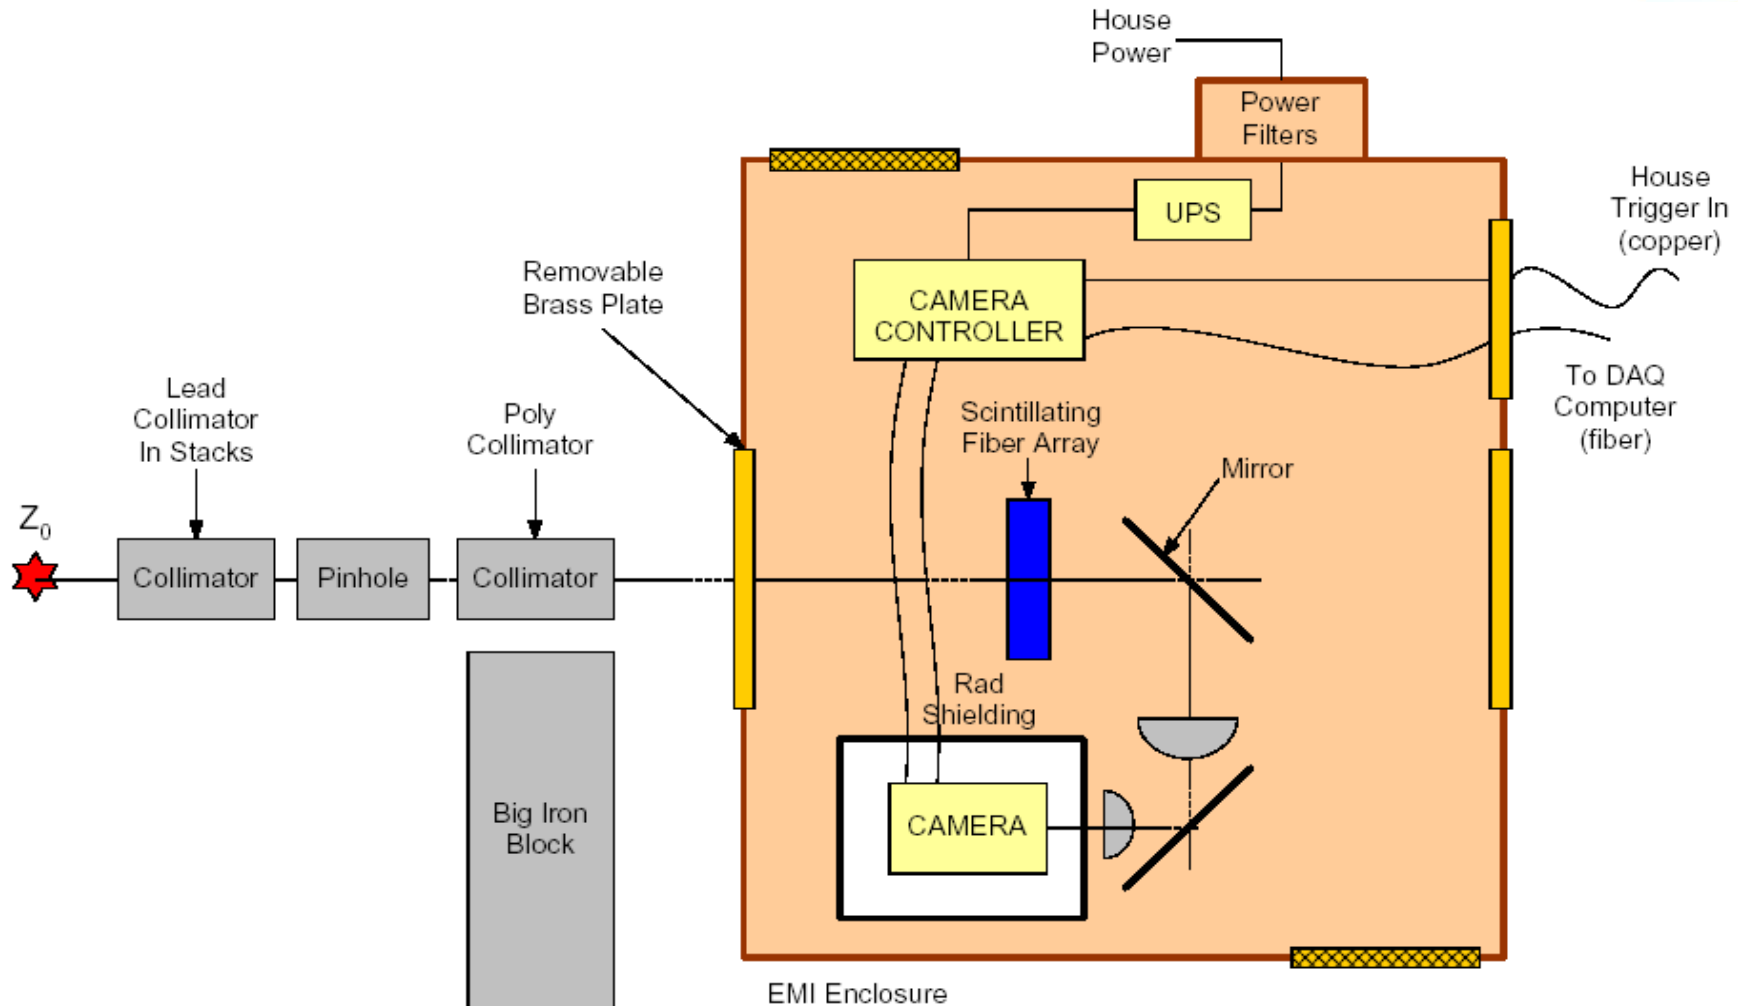 House
Power
Power
Filters
UPS
House
Trigger In
(copper)
Removable
Brass Plate
CAMERA
CONTROLLER
To DAQ
Computer
(fiber)
Lead
Collimator
In Stacks
Poly
Collimator
Scintillating
Fiber Array
Mirror
Z0
Collimator
Pinhole
Collimator
Rad
Shielding
Big Iron
Block
CAMERA
EMI Enclosure